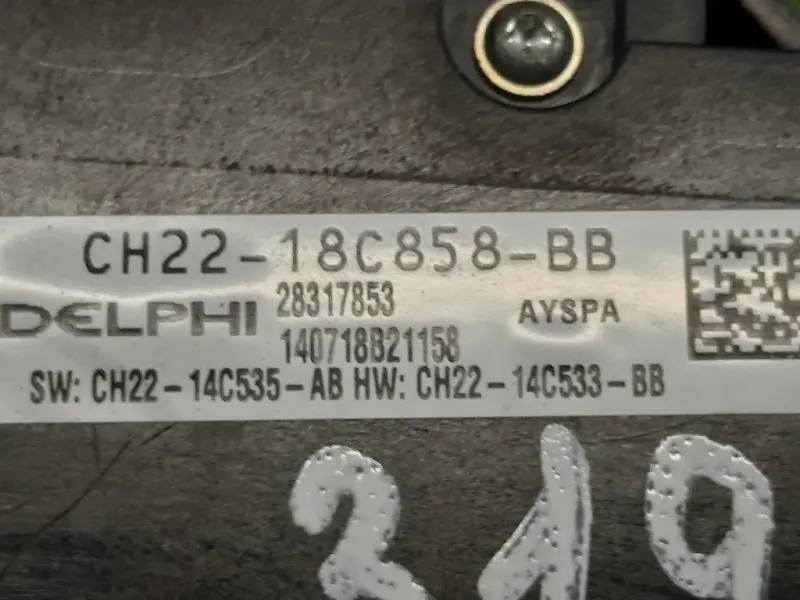 CH22-18C858-BB
DELPHI 28317853 AYSPA
140718B21158
SW: CH22-14C535-AB HW: CH22-14C533-BB
219